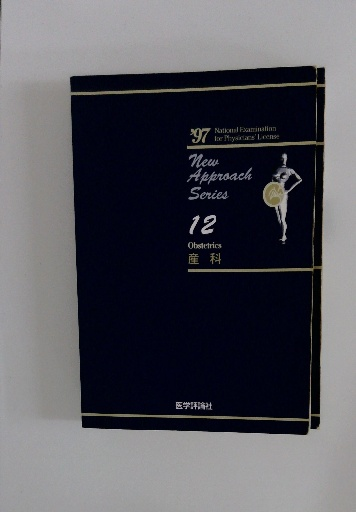 '97 National Examination
for Physicians' License
New
Approach
Series
12
Obstetrics
産 科
医学評論社